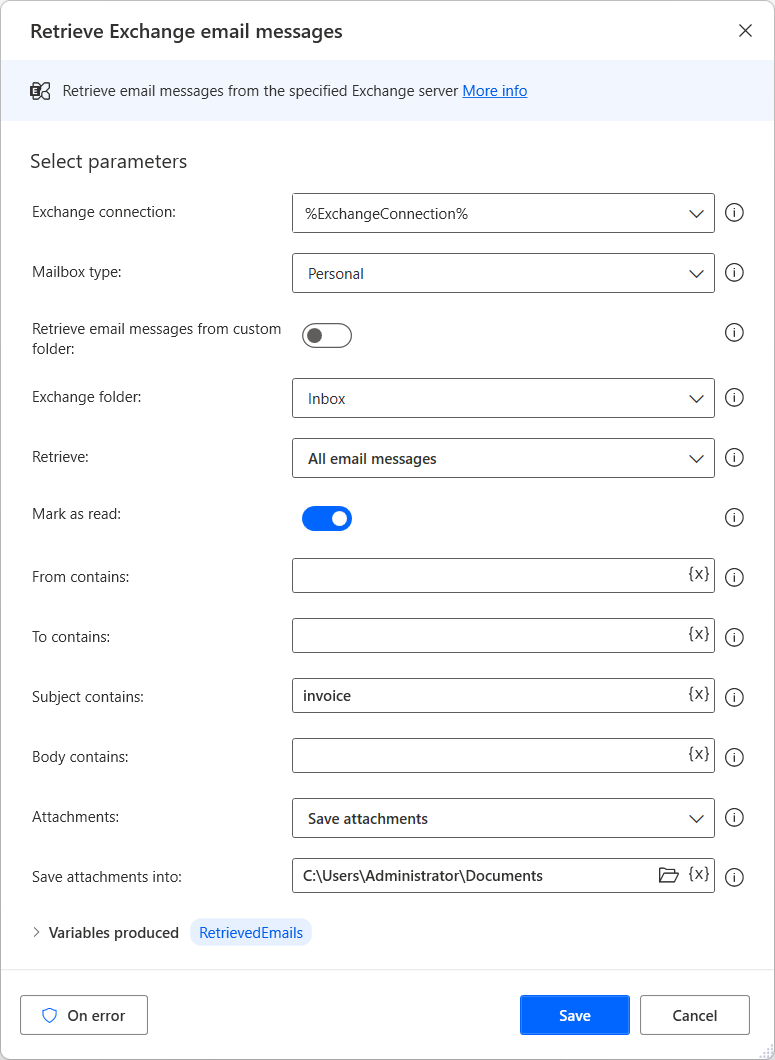 Retrieve Exchange email messages
Retrieve email messages from the specified Exchange server More info
Select parameters
Exchange connection:
%ExchangeConnection%
Mailbox type:
Personal
Retrieve email messages from custom
folder:
Exchange folder:
Inbox
Retrieve:
All email messages
Mark as read:
From contains:
{x}
To contains:
{x}
Subject contains:
invoice
{x}
Body contains:
{x}
Attachments:
Save attachments
Save attachments into:
C:\Users\Administrator\Documents
{x}
Variables produced
RetrievedEmails
On error
Save
Cancel